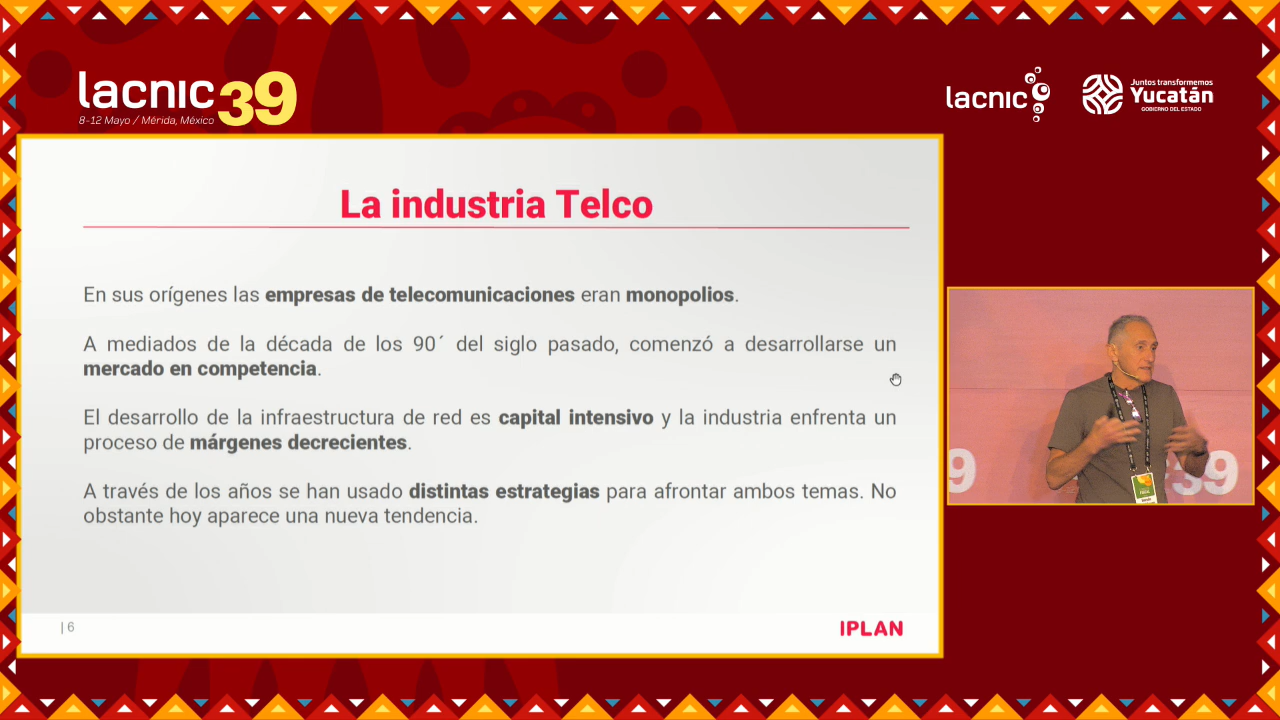 lacnic 39
8-12 Mayo / Mérida, México
lacnic
Juntos transformemos
Yucatán
GOBIERNO DEL ESTADO
La industria Telco
En sus orígenes las empresas de telecomunicaciones eran monopolios.
A mediados de la década de los 90´ del siglo pasado, comenzó a desarrollarse un
mercado en competencia.
El desarrollo de la infraestructura de red es capital intensivo y la industria enfrenta un
proceso de márgenes decrecientes.
A través de los años se han usado distintas estrategias para afrontar ambos temas. No
obstante hoy aparece una nueva tendencia.
| 6
IPLAN
9
39